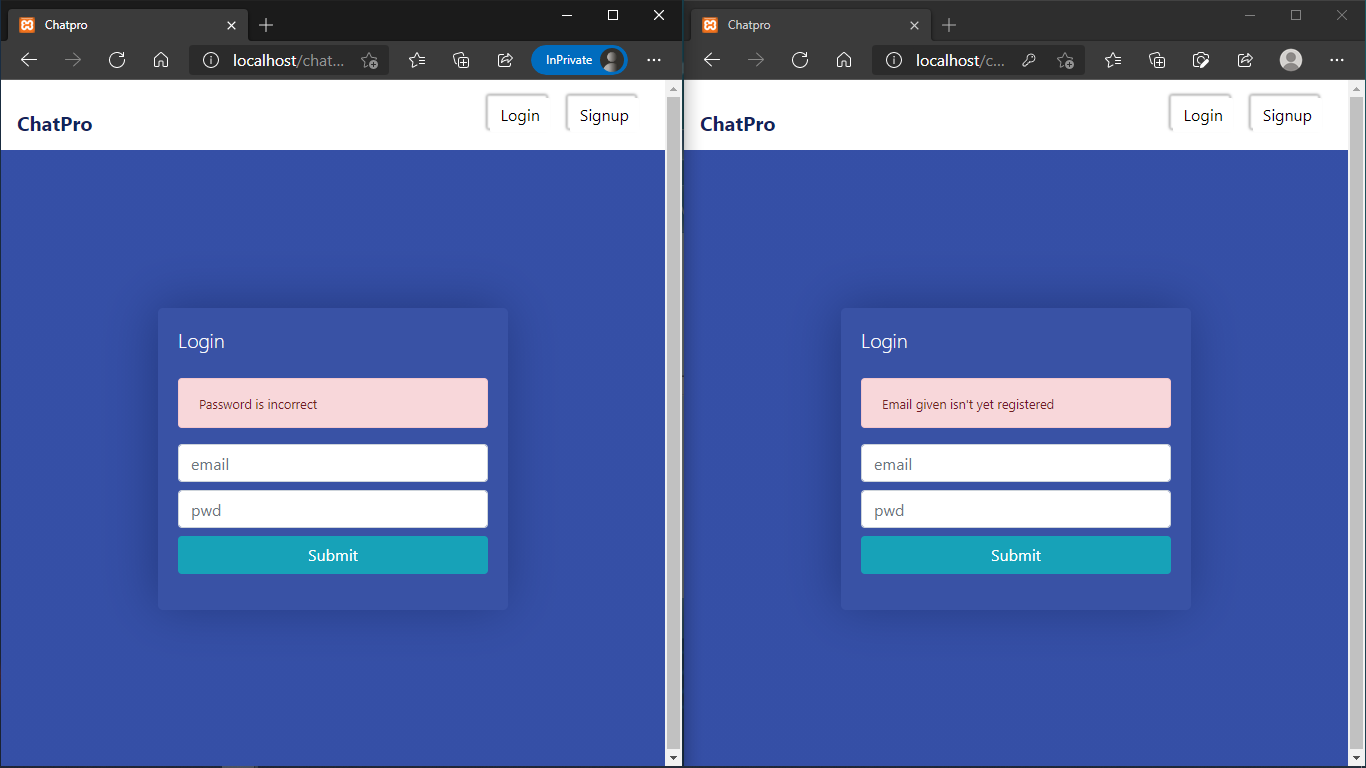 Chatpro
localhost/chat...
InPrivate
ChatPro
Login
Signup
Login
Password is incorrect
email
pwd
Submit
Chatpro
localhost/c...
ChatPro
Login
Signup
Login
Email given isn't yet registered
email
pwd
Submit